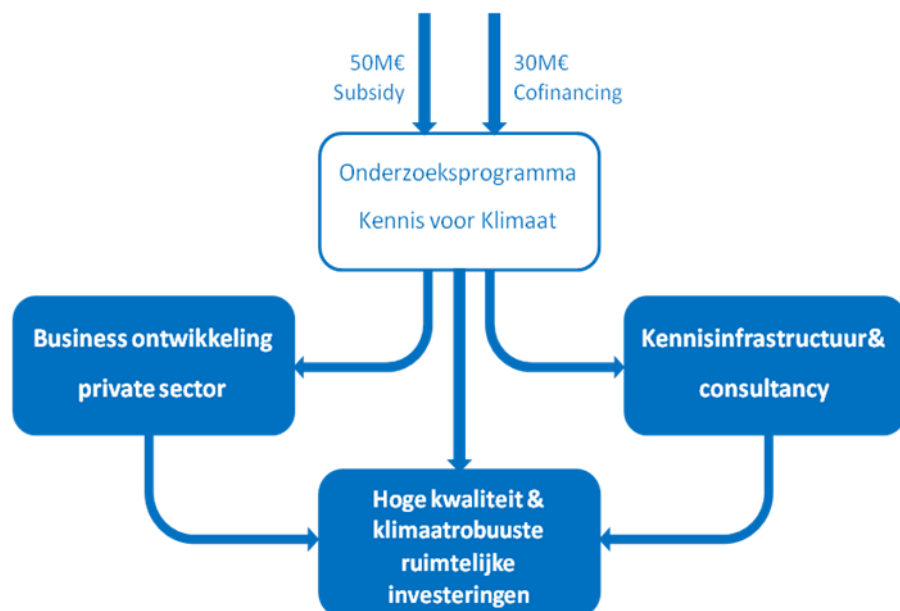 50M€
Subsidy
30M€
Cofinancing
Onderzoeksprogramma
Kennis voor Klimaat
Business ontwikkeling
private sector
Kennisinfrastructuur&
consultancy
Hoge kwaliteit &
klimaatrobuuste
ruimtelijke
investeringen